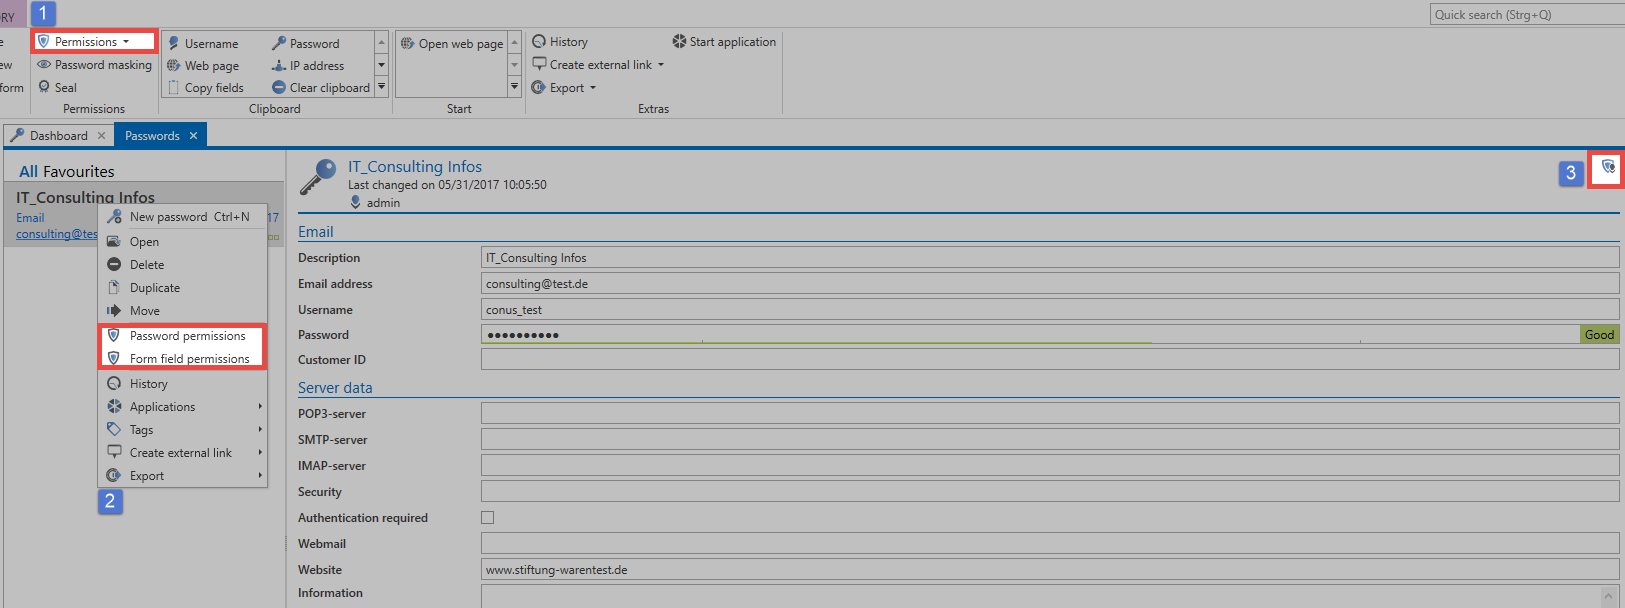 RY
1
Quick search (Strg+Q)
e
Permissions
Username
Password
Open web page
History
Start application
ew
Password masking
Web page
IP address
Create external link
form
Seal
Copy fields
Clear clipboard
Export
Permissions
Clipboard
Start
Extras
Dashboard
Passwords
All Favourites
IT_Consulting Infos
Email
17
consulting@tes
New password Ctrl+N
Open
Delete
Duplicate
Move
Password permissions
Form field permissions
History
Applications
Tags
Create external link
Export
2
IT_Consulting Infos
Last changed on 05/31/2017 10:05:50
admin
3
Email
Description IT_Consulting Infos
Email address consulting@test.de
Username conus_test
Password ●●●●●●●●●● Good
Customer ID
Server data
POP3-server
SMTP-server
IMAP-server
Security
Authentication required
Webmail
Website www.stiftung-warentest.de
Information